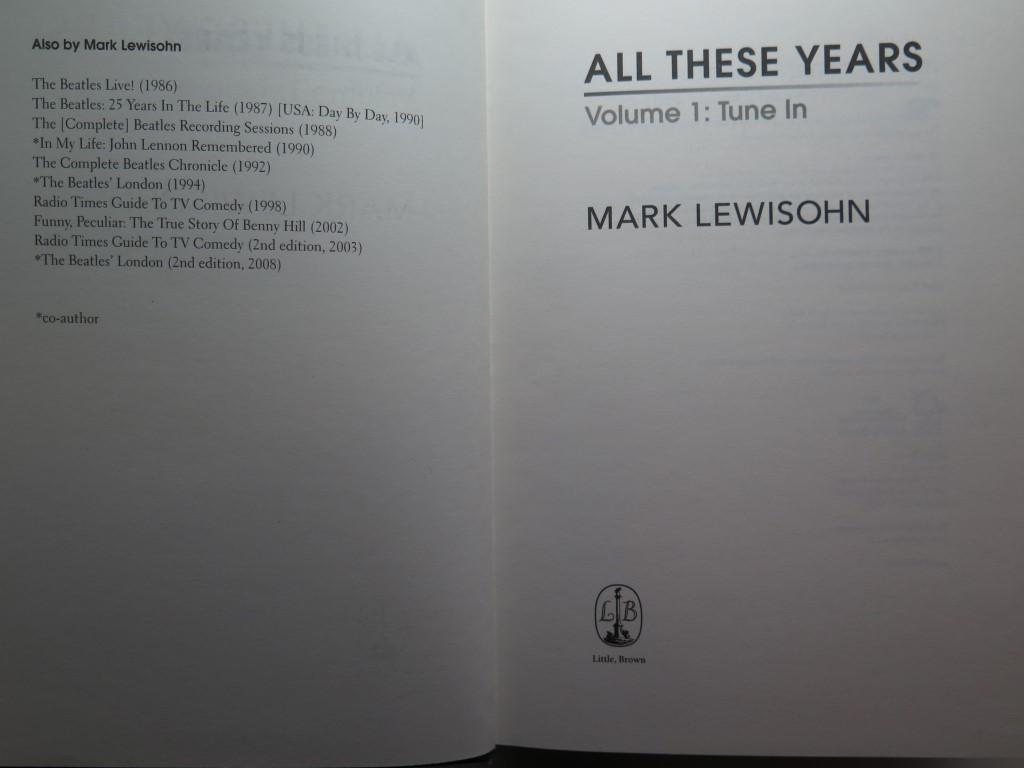 Also by Mark Lewisohn
The Beatles Live! (1986)
The Beatles: 25 Years In The Life (1987) [USA: Day By Day, 1990]
The [Complete] Beatles Recording Sessions (1988)
*In My Life: John Lennon Remembered (1990)
The Complete Beatles Chronicle (1992)
*The Beatles' London (1994)
Radio Times Guide To TV Comedy (1998)
Funny, Peculiar: The True Story Of Benny Hill (2002)
Radio Times Guide To TV Comedy (2nd edition, 2003)
*The Beatles' London (2nd edition, 2008)
*co-author
ALL THESE YEARS
Volume 1: Tune In
MARK LEWISOHN
L B
Little, Brown